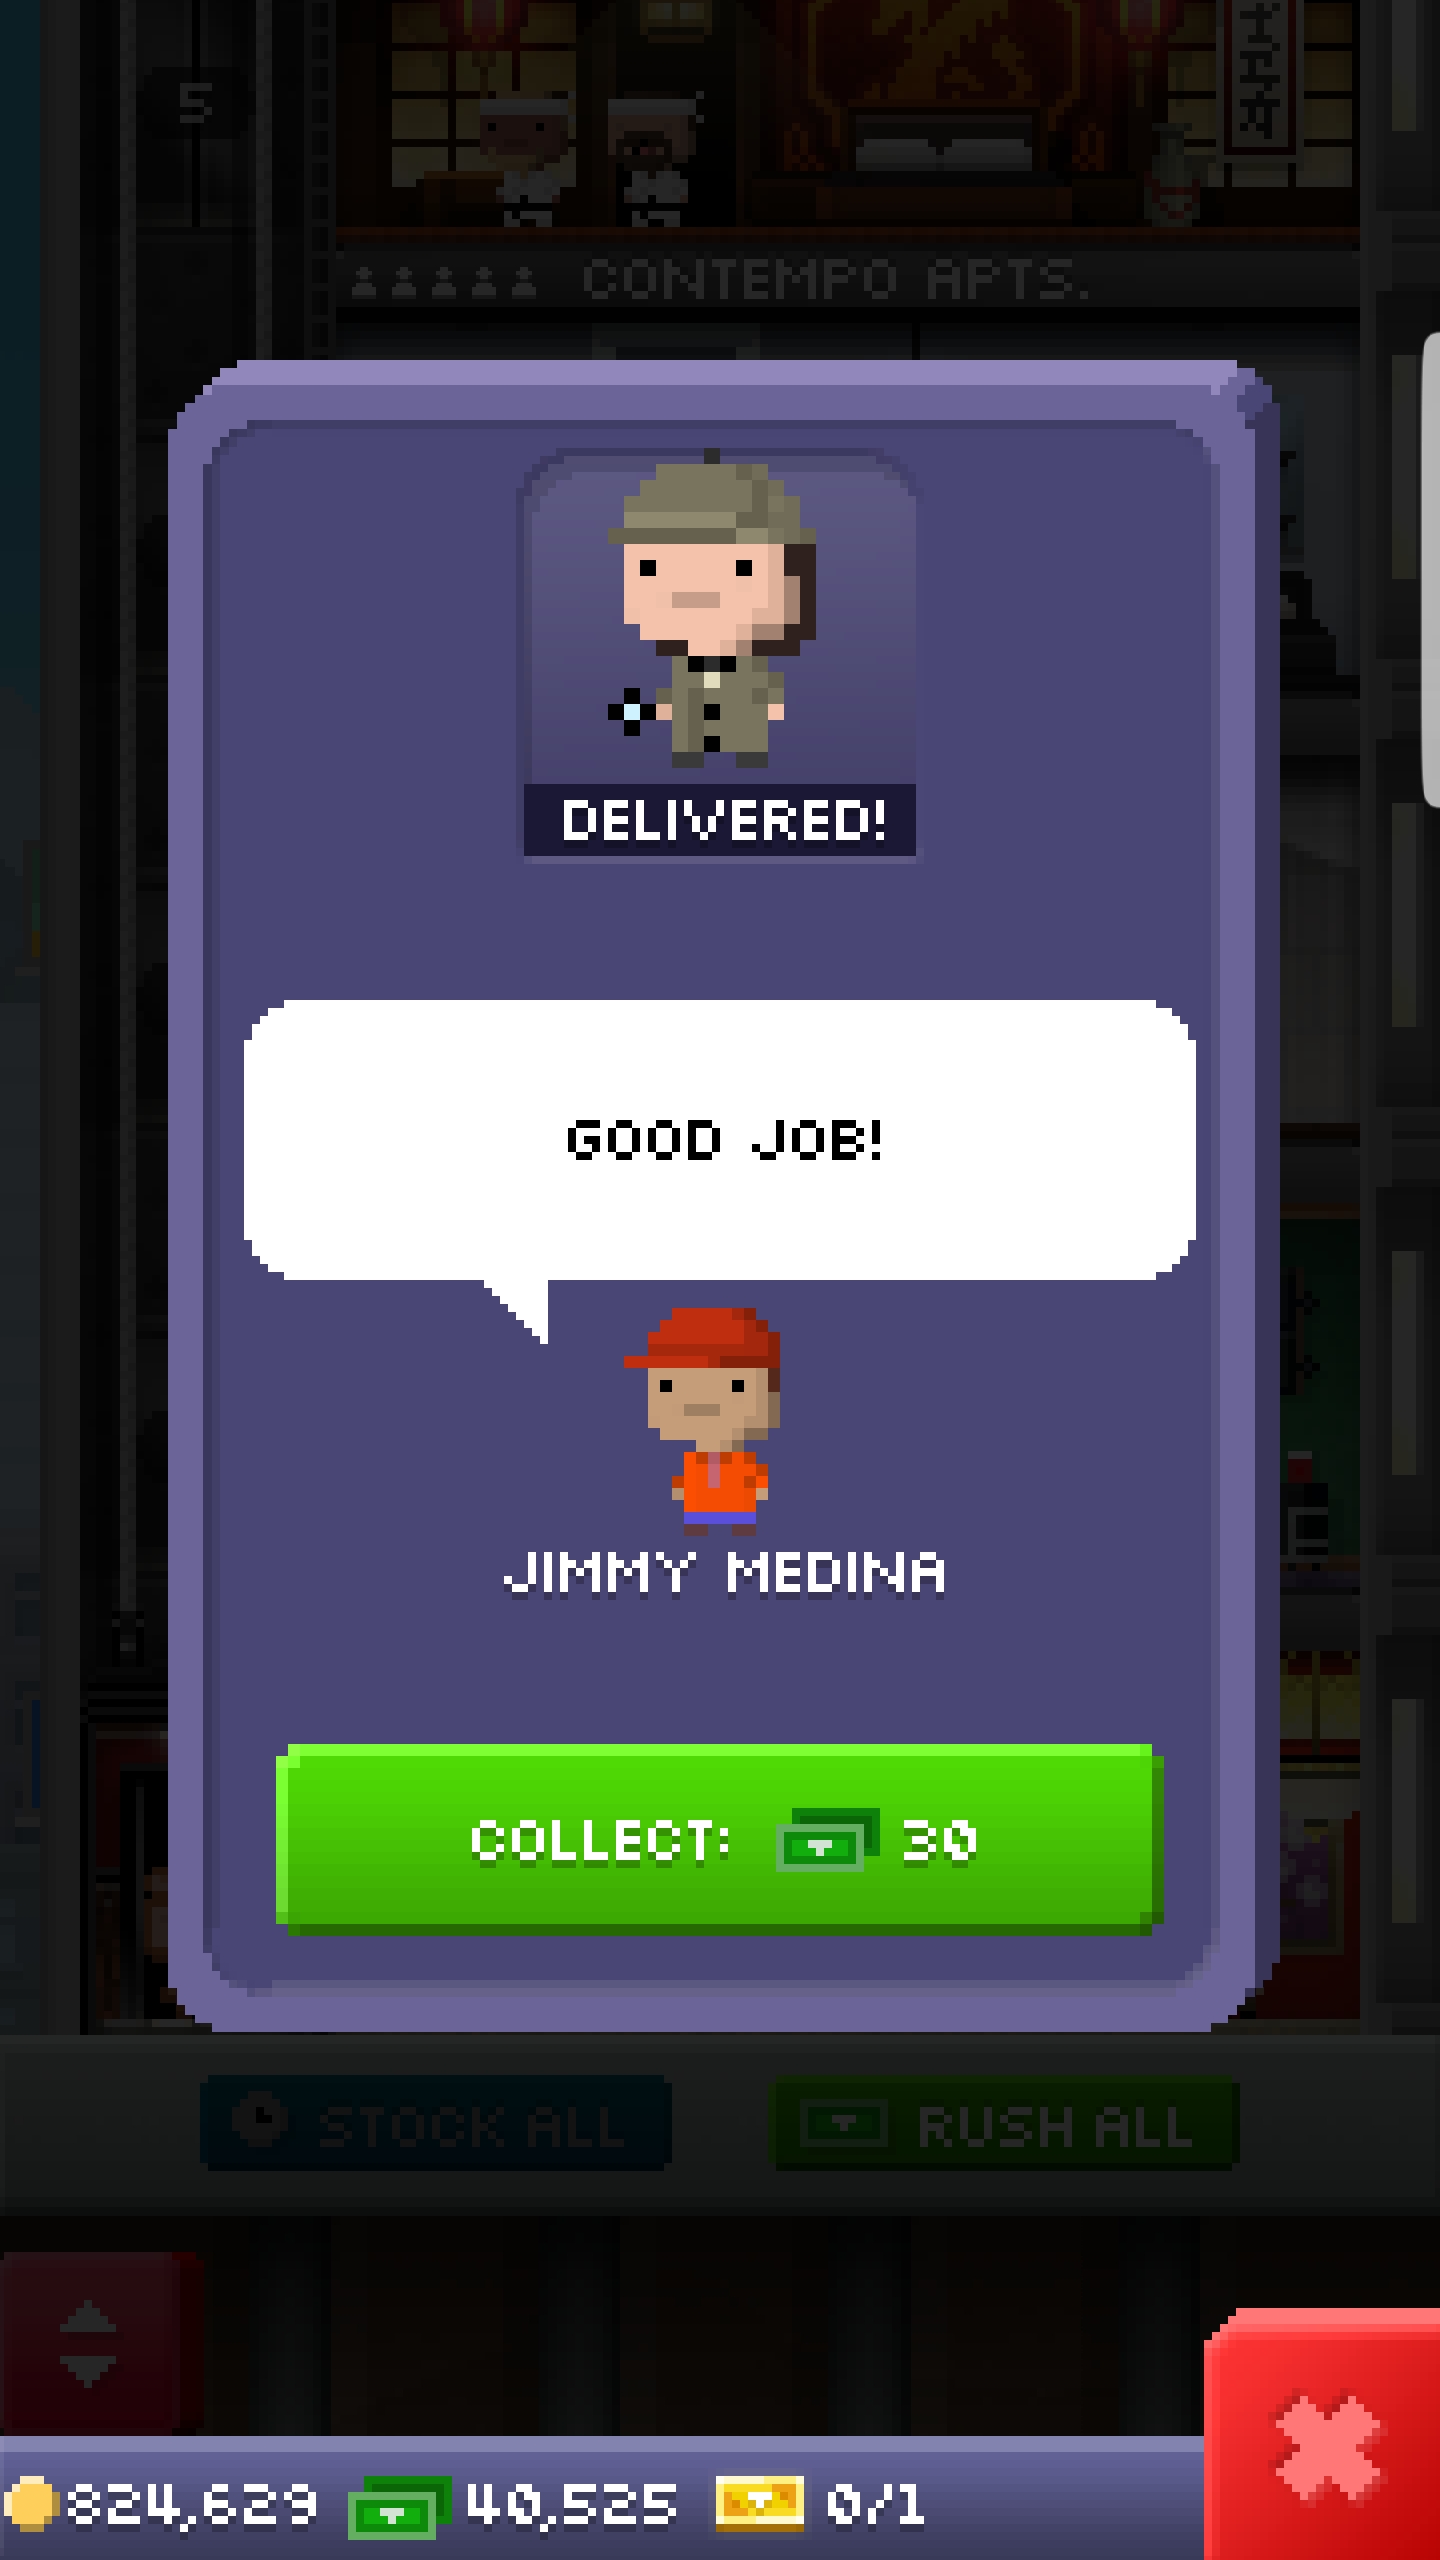 5
CONTEMPO APTS.
DELIVERED!
GOOD JOB!
JIMMY MEDINA
COLLECT: 30
STOCK ALL
RUSH ALL
824,629 40,525 0/1